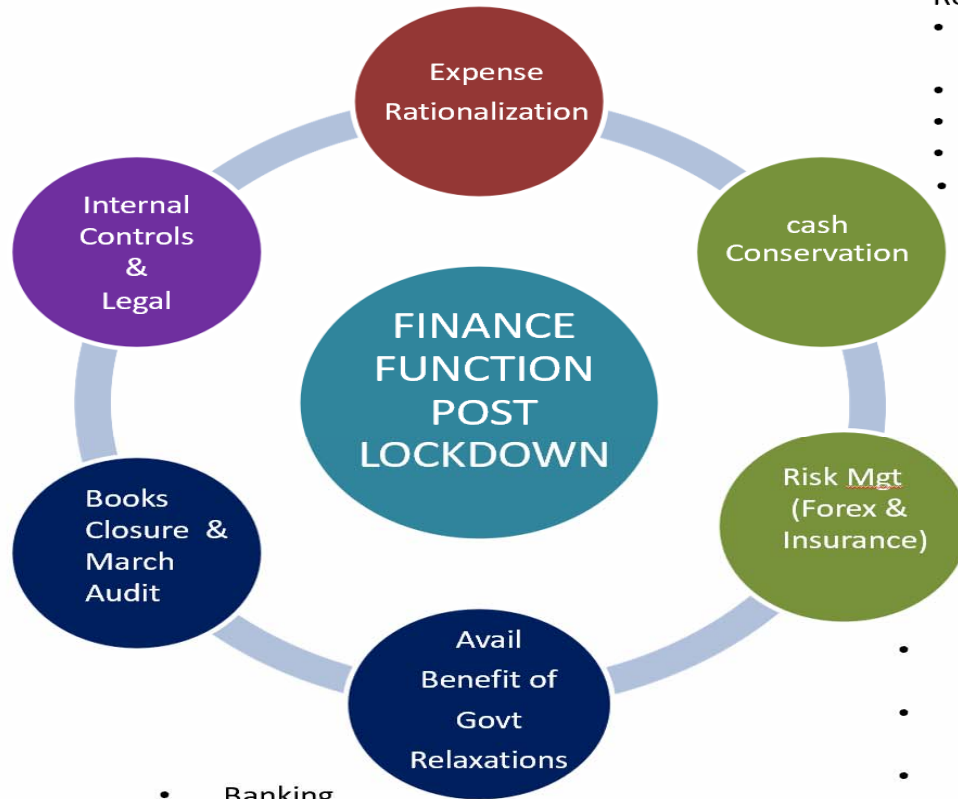 Expense
Rationalization
cash
Conservation
Risk Mgt
(Forex &
Insurance)
Avail
Benefit of
Govt
Relaxations
Books
Closure &
March
Audit
Internal
Controls
&
Legal
FINANCE
FUNCTION
POST
LOCKDOWN
• Banking